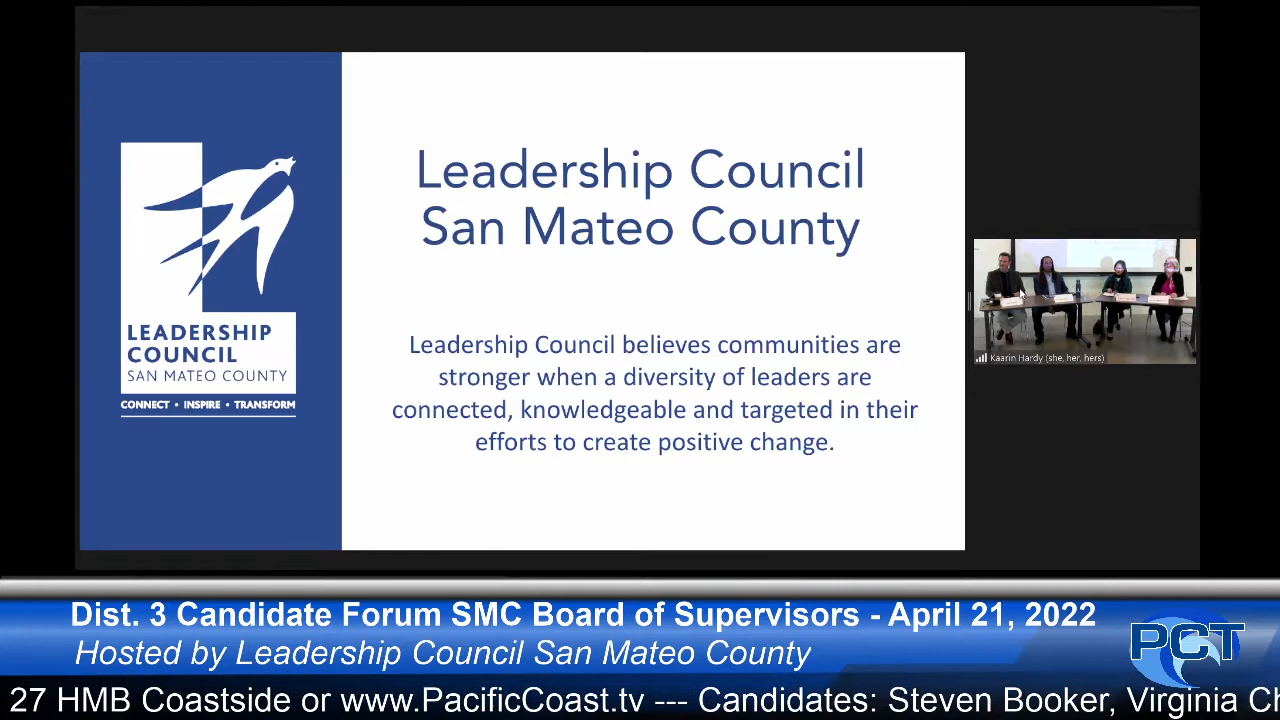 Leadership Council
San Mateo County
Leadership Council believes communities are
stronger when a diversity of leaders are
connected, knowledgeable and targeted in their
efforts to create positive change.
LEADERSHIP
COUNCIL
SAN MATEO COUNTY
CONNECT • INSPIRE • TRANSFORM
Kaarin Hardy (she, her, hers)
Dist. 3 Candidate Forum SMC Board of Supervisors - April 21, 2022
Hosted by Leadership Council San Mateo County
PCT
27 HMB Coastside or www.PacificCoast.tv --- Candidates: Steven Booker, Virginia Ch